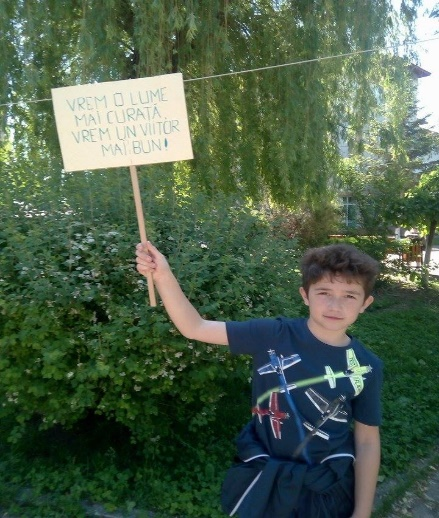 VREM O LUME
MAI CURATĂ,
VREM UN VIITOR
MAI BUN!